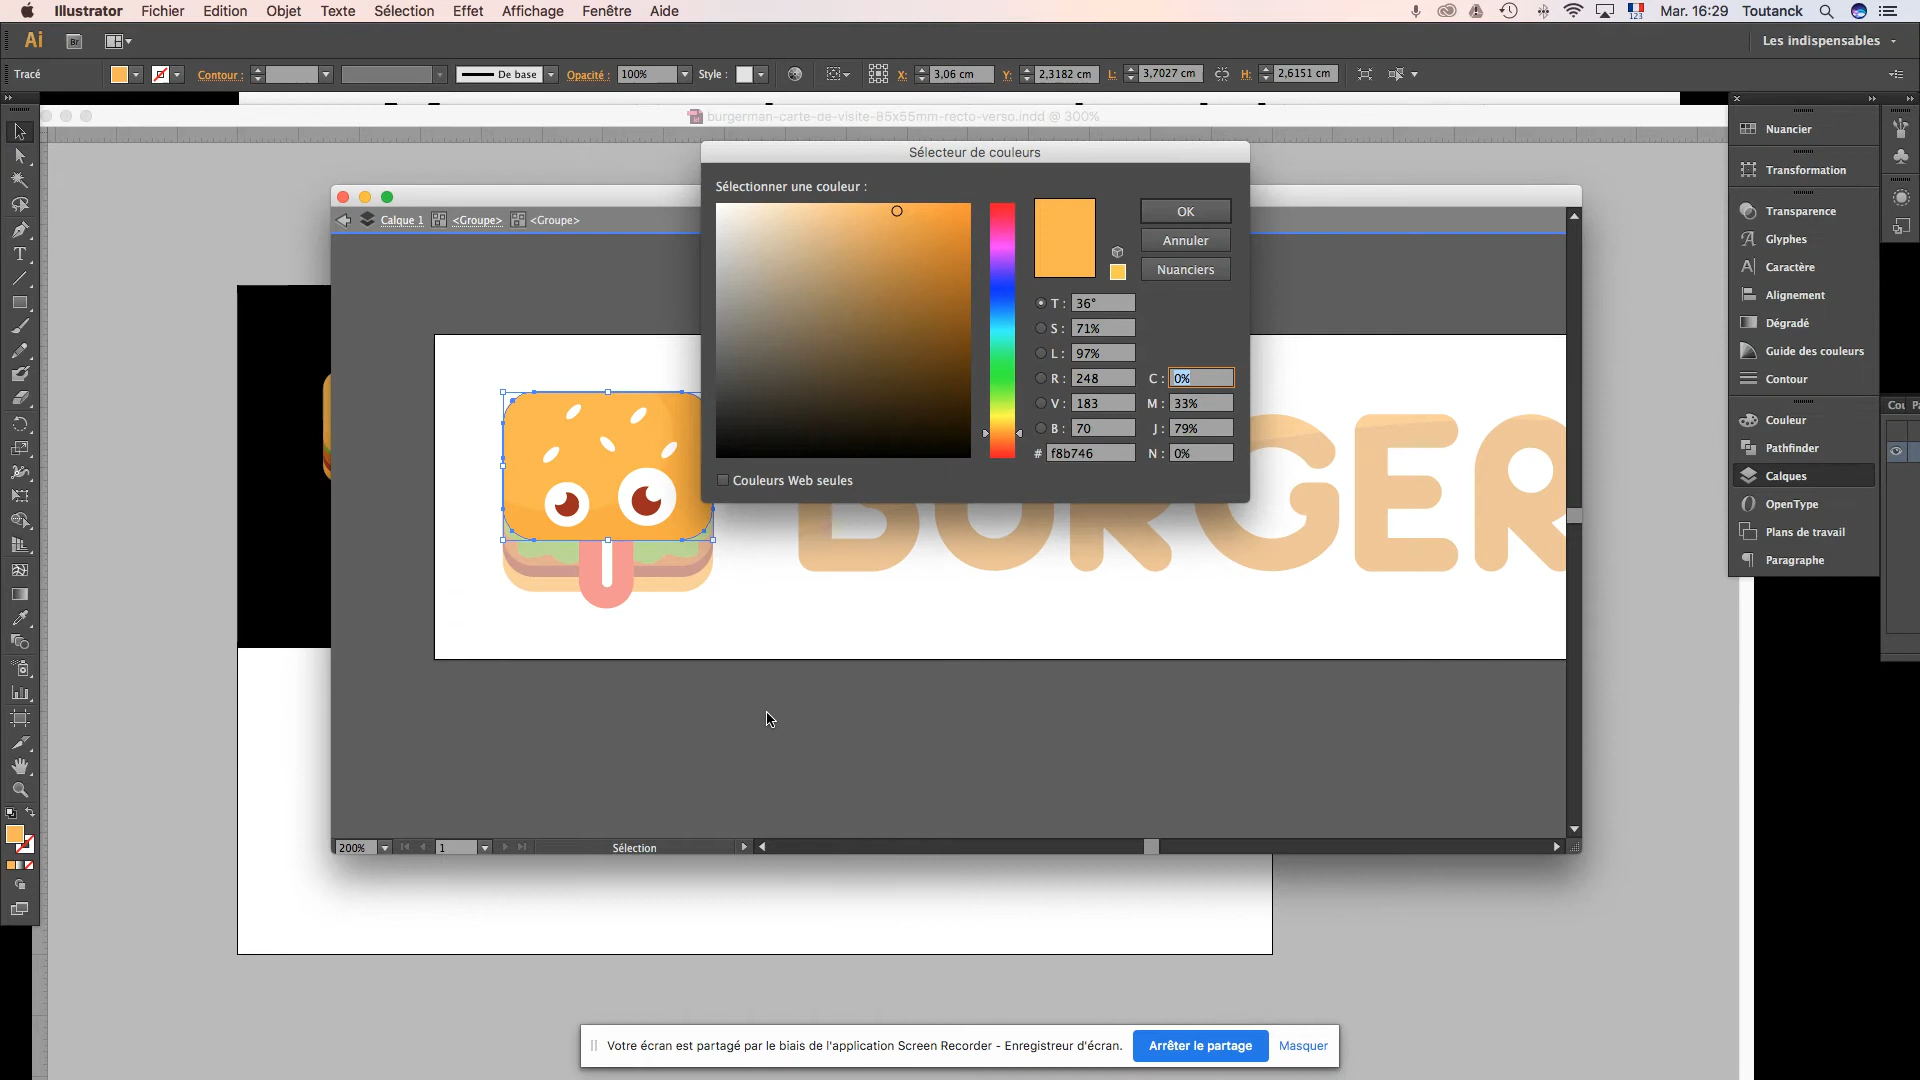 Illustrator Fichier Edition Objet Texte Sélection Effet Affichage Fenêtre Aide
123
Mar. 16:29 Toutanck
Ai Br
Les indispensables
Tracé
Contour :
De base
Opacité : 100%
Style :
X: 3,06 cm
Y: 2,3182 cm
L: 3,7027 cm
H: 2,6151 cm
burgerman-carte-de-visite-85x55mm-recto-verso.indd @ 300%
Sélecteur de couleurs
Sélectionner une couleur :
OK
Annuler
Nuanciers
T : 36°
S : 71%
L : 97%
R : 248
V : 183
B : 70
# f8b746
C : 0%
M : 33%
J : 79%
N : 0%
Couleurs Web seules
Calque 1 <Groupe> <Groupe>
BURGER
200%
1
Sélection
Nuancier
Transformation
Transparence
Glyphes
Caractère
Alignement
Dégradé
Guide des couleurs
Contour
Couleur
Pathfinder
Calques
OpenType
Plans de travail
Paragraphe
Votre écran est partagé par le biais de l'application Screen Recorder - Enregistreur d'écran.
Arrêter le partage
Masquer